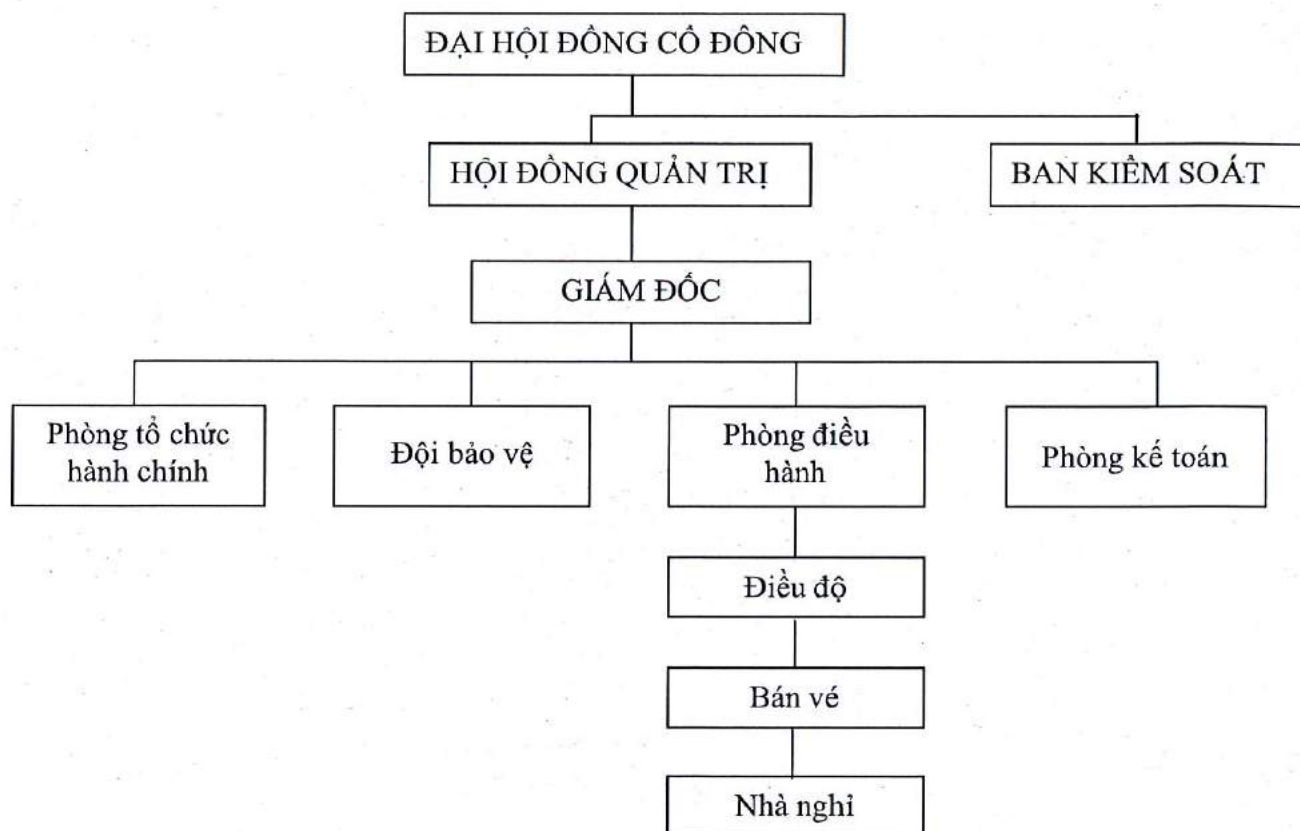 ĐẠI HỘI ĐỒNG CỔ ĐÔNG
HỘI ĐỒNG QUẢN TRỊ
BAN KIỂM SOÁT
GIÁM ĐỐC
Phòng tổ chức
hành chính
Đội bảo vệ
Phòng điều
hành
Phòng kế toán
Điều độ
Bán vé
Nhà nghỉ